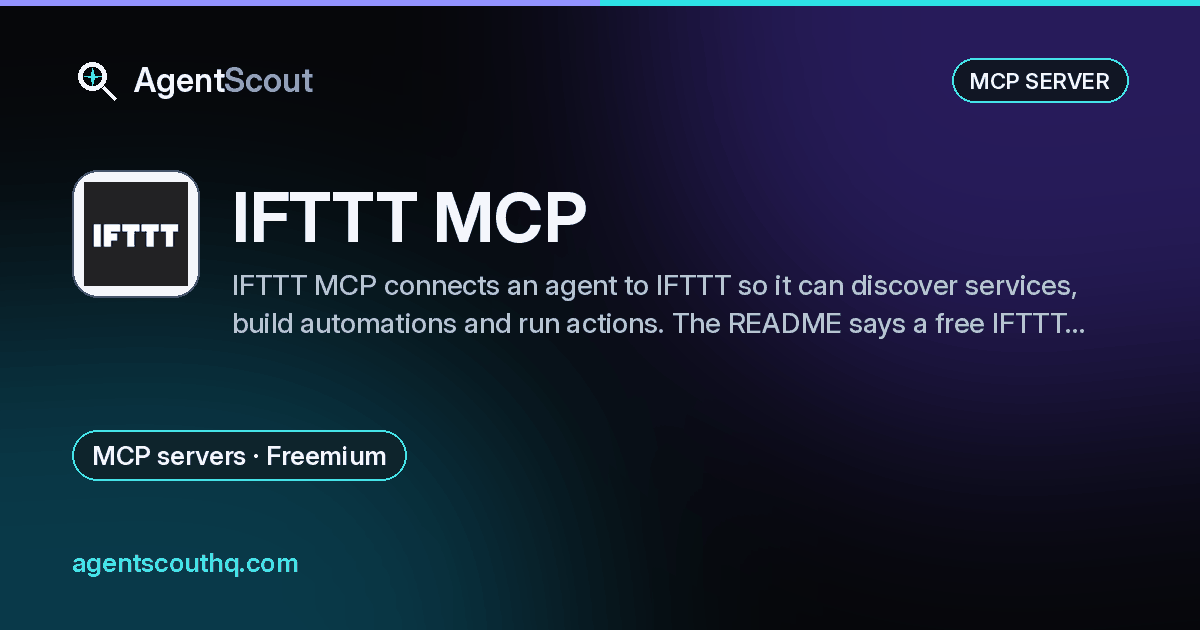 AgentScout
MCP SERVER
IFTTT
IFTTT MCP
IFTTT MCP connects an agent to IFTTT so it can discover services,
build automations and run actions. The README says a free IFTTT...
MCP servers · Freemium
agentscouthq.com